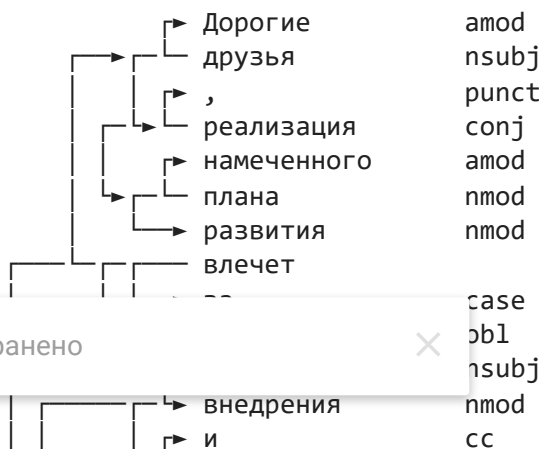 Дорогие amod
друзья nsubj
, punct
реализация conj
намеченного amod
плана nmod
развития nmod
влечет
case
obl
ранено
nsubj
внедрения nmod
и cc